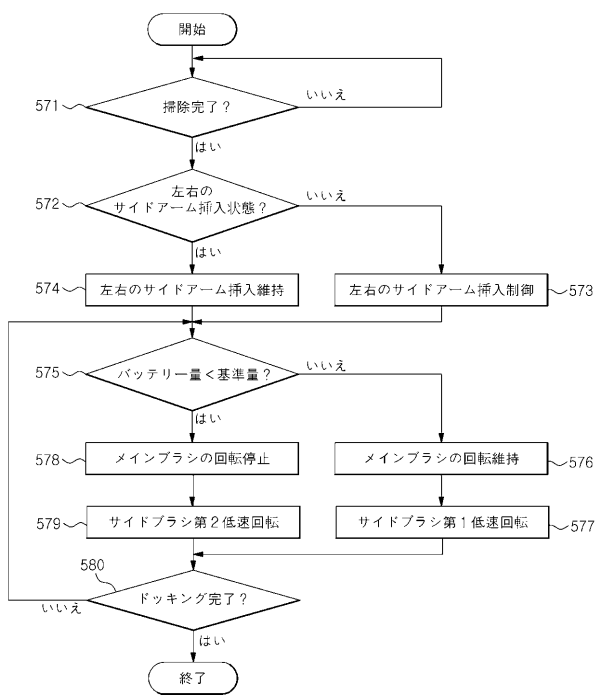 開始
いいえ
571
掃除完了？
はい
左右の
いいえ
572
サイドアーム挿入状態？
はい
574
左右のサイドアーム挿入維持
左右のサイドアーム挿入制御
573
575
バッテリー量＜基準量？
いいえ
はい
578
メインブラシの回転停止
メインブラシの回転維持
576
579
サイドブラシ第２低速回転
サイドブラシ第１低速回転
577
580
ドッキング完了？
いいえ
はい
終了